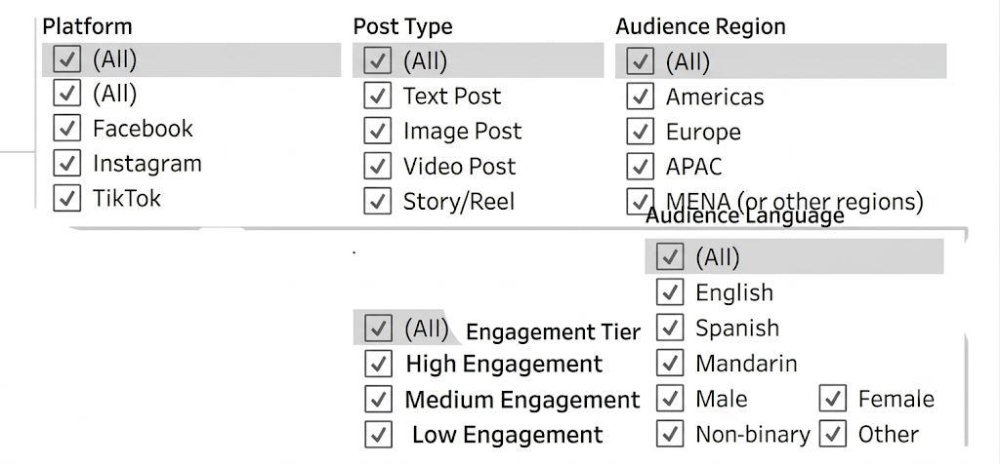 Platform
(All)
(All)
Facebook
Instagram
TikTok
Post Type
(All)
Text Post
Image Post
Video Post
Story/Reel
Audience Region
(All)
Americas
Europe
APAC
MENA (or other regions)
Engagement Tier
(All)
High Engagement
Medium Engagement
Low Engagement
Audience Language
(All)
English
Spanish
Mandarin
Male Female
Non-binary Other